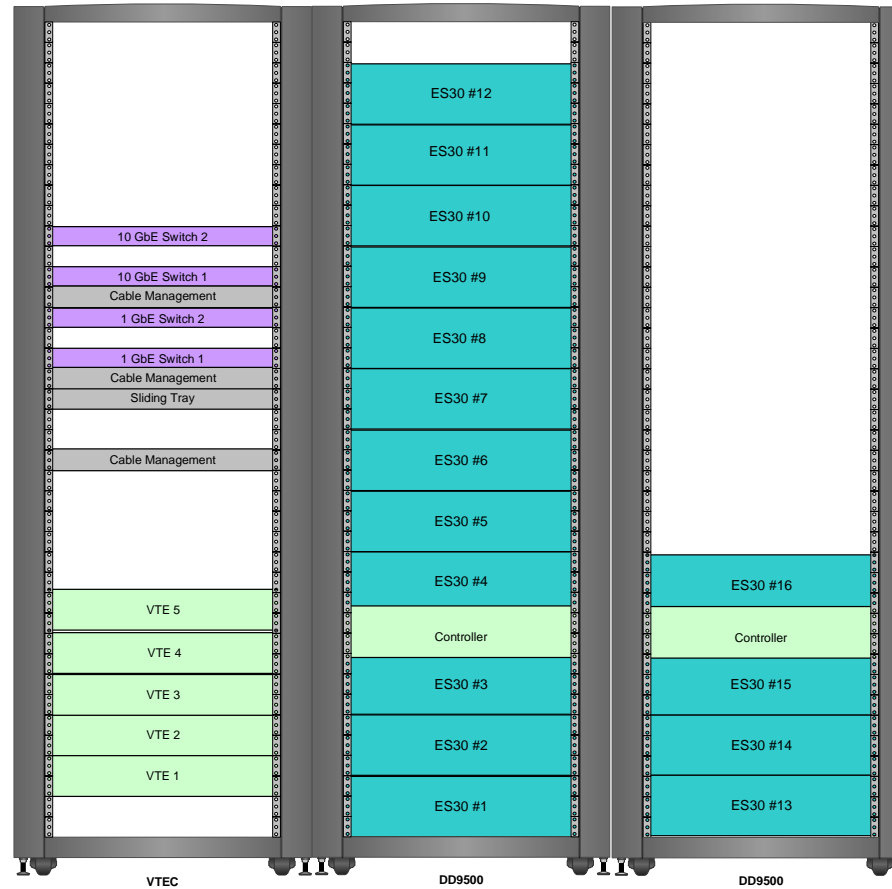 10 GbE Switch 2
10 GbE Switch 1
Cable Management
1 GbE Switch 2
1 GbE Switch 1
Cable Management
Sliding Tray
Cable Management
VTE 5
VTE 4
VTE 3
VTE 2
VTE 1
VTEC
ES30 #12
ES30 #11
ES30 #10
ES30 #9
ES30 #8
ES30 #7
ES30 #6
ES30 #5
ES30 #4
Controller
ES30 #3
ES30 #2
ES30 #1
DD9500
ES30 #16
Controller
ES30 #15
ES30 #14
ES30 #13
DD9500